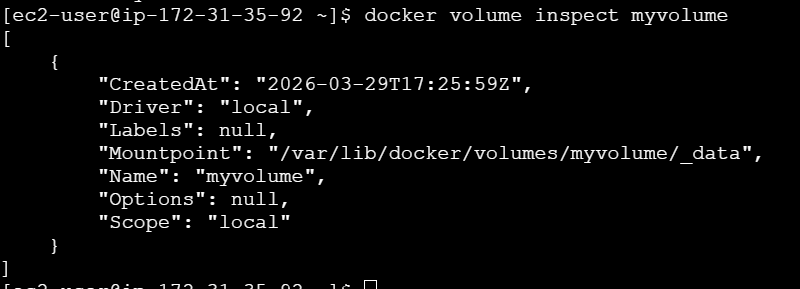 [ec2-user@ip-172-31-35-92 ~]$ docker volume inspect myvolume
[
    {
        "CreatedAt": "2026-03-29T17:25:59Z",
        "Driver": "local",
        "Labels": null,
        "Mountpoint": "/var/lib/docker/volumes/myvolume/_data",
        "Name": "myvolume",
        "Options": null,
        "Scope": "local"
    }
]
[ec2-user@ip-172-31-35-92 ~]$